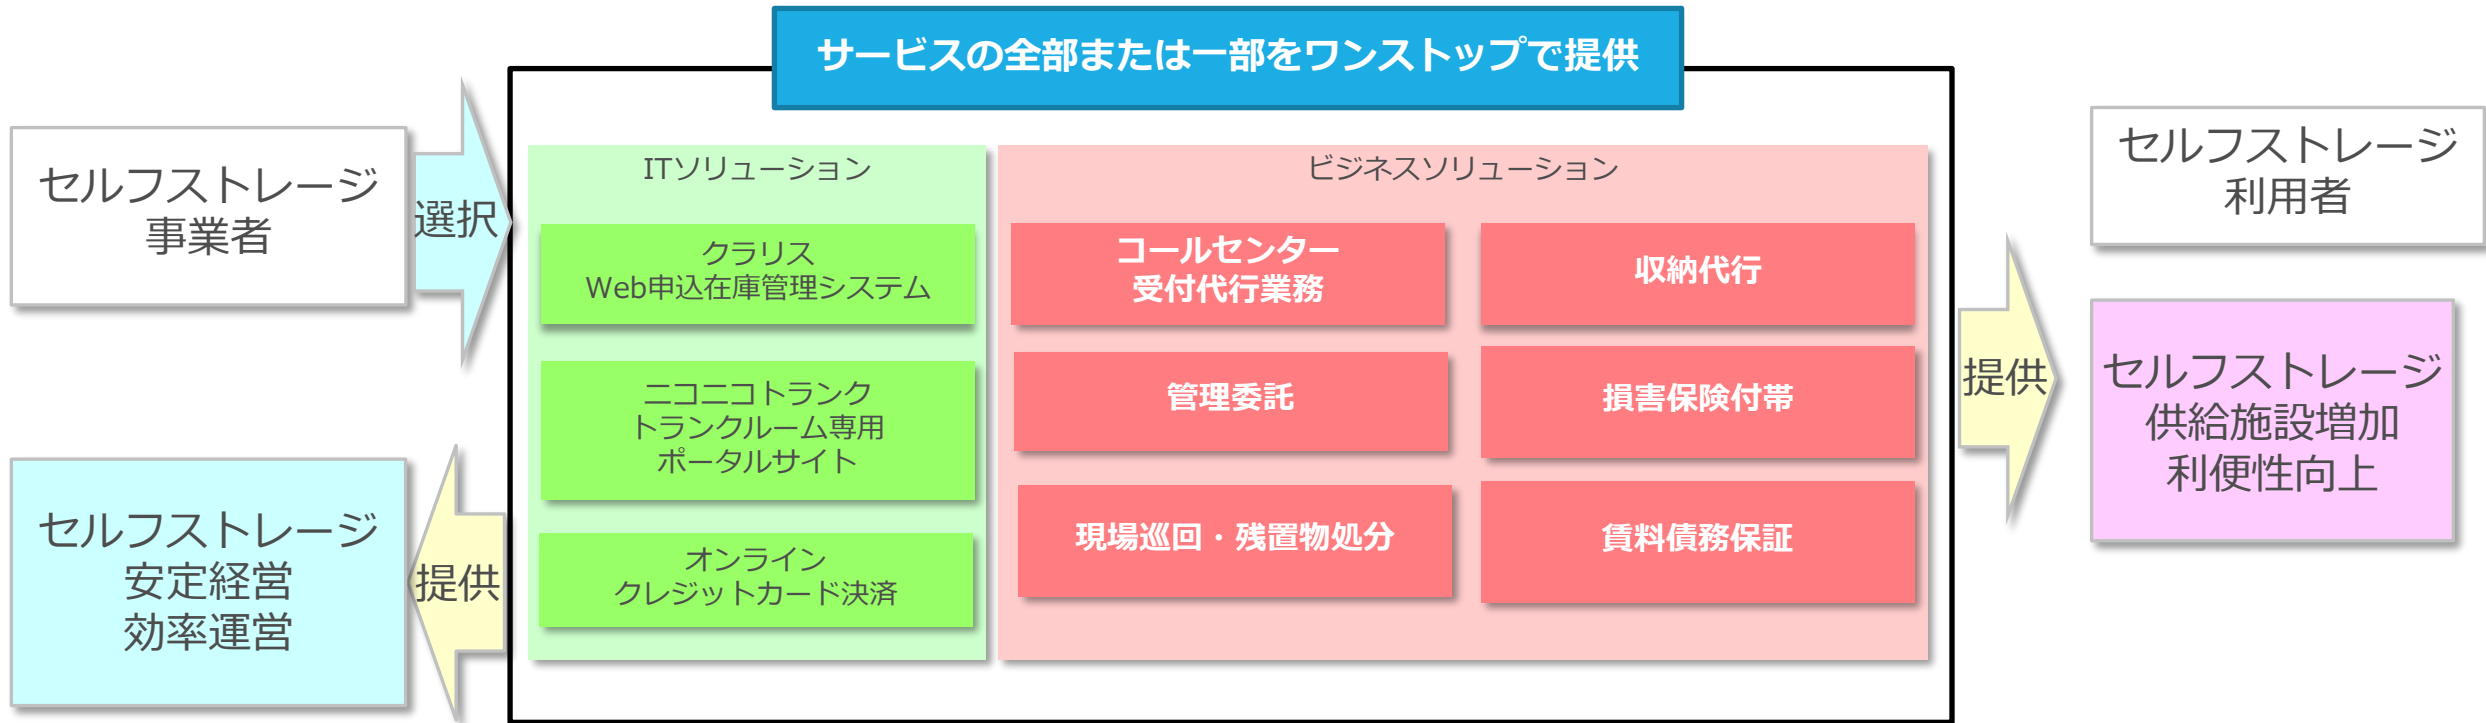 サービスの全部または一部をワンストップで提供
セルフストレージ
事業者
選択
セルフストレージ
安定経営
効率運営
提供
ITソリューション
クラリス
Web申込在庫管理システム
ニコニコトランク
トランクルーム専用
ポータルサイト
オンライン
クレジットカード決済
ビジネスソリューション
コールセンター
受付代行業務
収納代行
管理委託
損害保険付帯
現場巡回・残置物処分
賃料債務保証
提供
セルフストレージ
利用者
セルフストレージ
供給施設増加
利便性向上